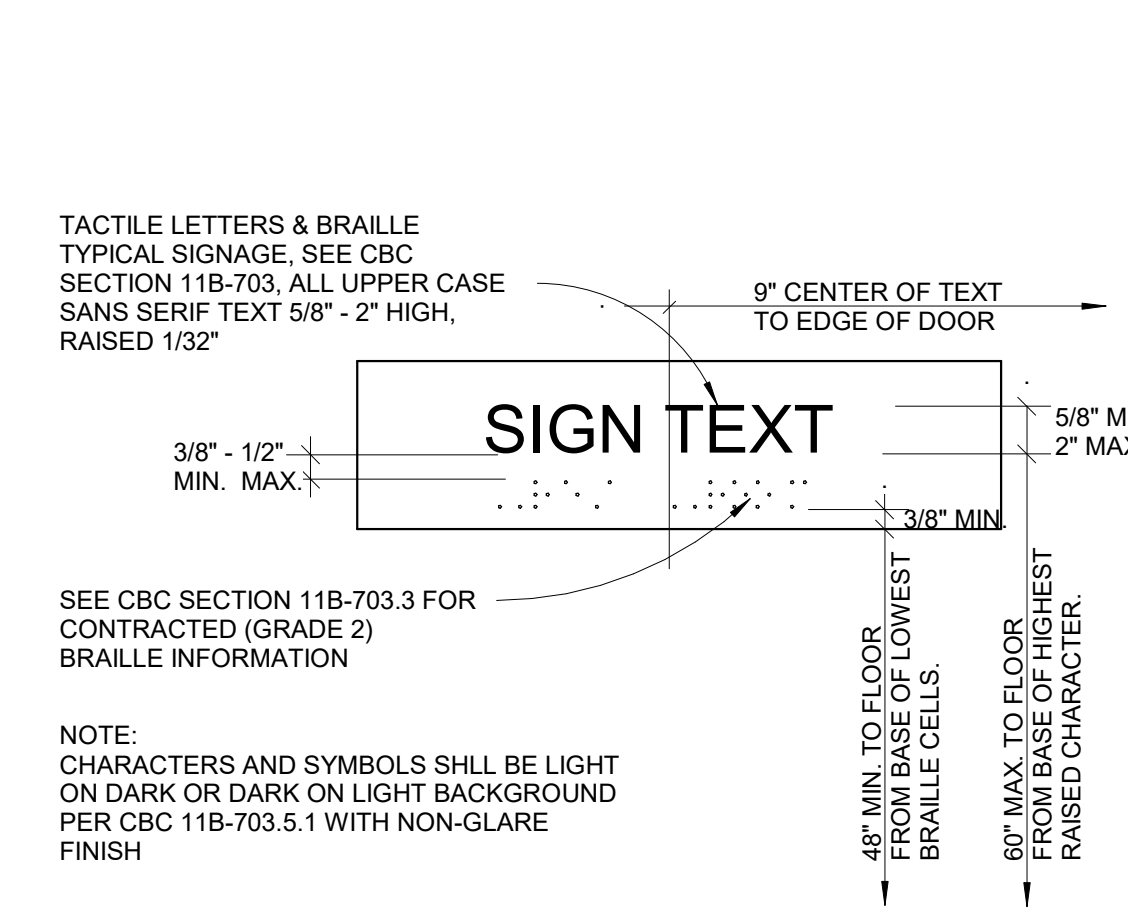 TACTILE LETTERS & BRAILLE
TYPICAL SIGNAGE, SEE CBC
SECTION 11B-703, ALL UPPER CASE
SANS SERIF TEXT 5/8" - 2" HIGH,
RAISED 1/32"
9" CENTER OF TEXT
TO EDGE OF DOOR
SIGN TEXT
5/8"
2"
3/8" - 1/2"
MIN. MAX.
3/8" MIN.
SEE CBC SECTION 11B-703.3 FOR
CONTRACTED (GRADE 2)
BRAILLE INFORMATION
48" MIN. TO FLOOR
FROM BASE OF LOWEST
BRAILLE CELLS.
60" MAX. TO FLOOR
FROM BASE OF HIGHEST
RAISED CHARACTER.
NOTE:
CHARACTERS AND SYMBOLS SHLL BE LIGHT
ON DARK OR DARK ON LIGHT BACKGROUND
PER CBC 11B-703.5.1 WITH NON-GLARE
FINISH